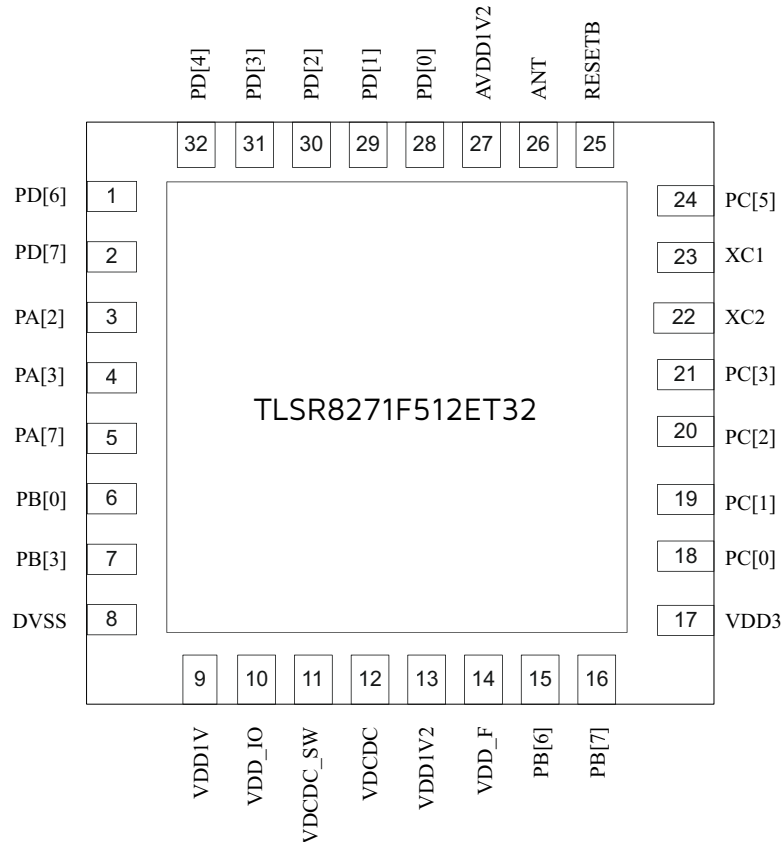 PD[4]
PD[3]
PD[2]
PD[1]
PD[0]
AVDD1V2
ANT
RESETB
32
31
30
29
28
27
26
25
PD[6] 1
PD[7] 2
PA[2] 3
PA[3] 4
PA[7] 5
PB[0] 6
PB[3] 7
DVSS 8
TLSR8271F512ET32
24 PC[5]
23 XC1
22 XC2
21 PC[3]
20 PC[2]
19 PC[1]
18 PC[0]
17 VDD3
9
10
11
12
13
14
15
16
VDD1V
VDD_IO
VDCDC_SW
VDCDC
VDD1V2
VDD_F
PB[6]
PB[7]